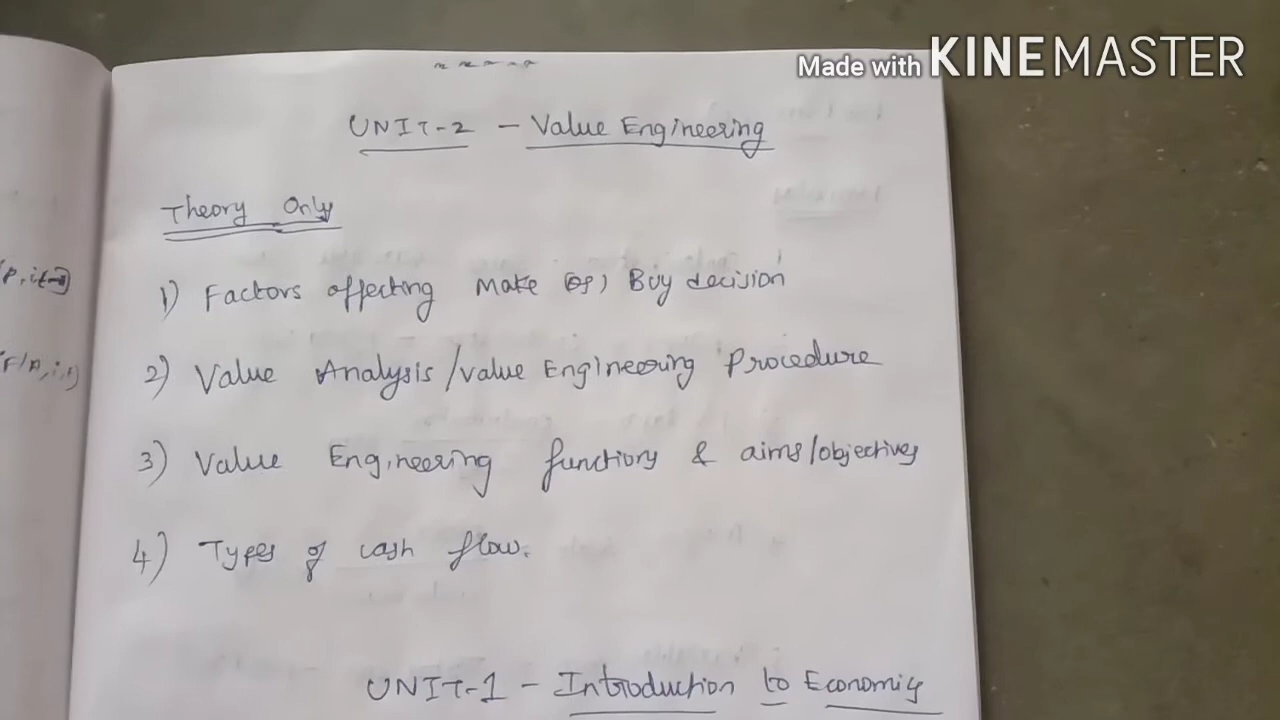 Made with KINEMASTER
UNIT-2 - Value Engineering
Theory Only
1) Factors affecting Make (or) Buy decision
2) Value Analysis/Value Engineering Procedure
3) Value Engineering functions & aims/objectives
4) Types of cash flow.
UNIT-1 - Introduction to Economics